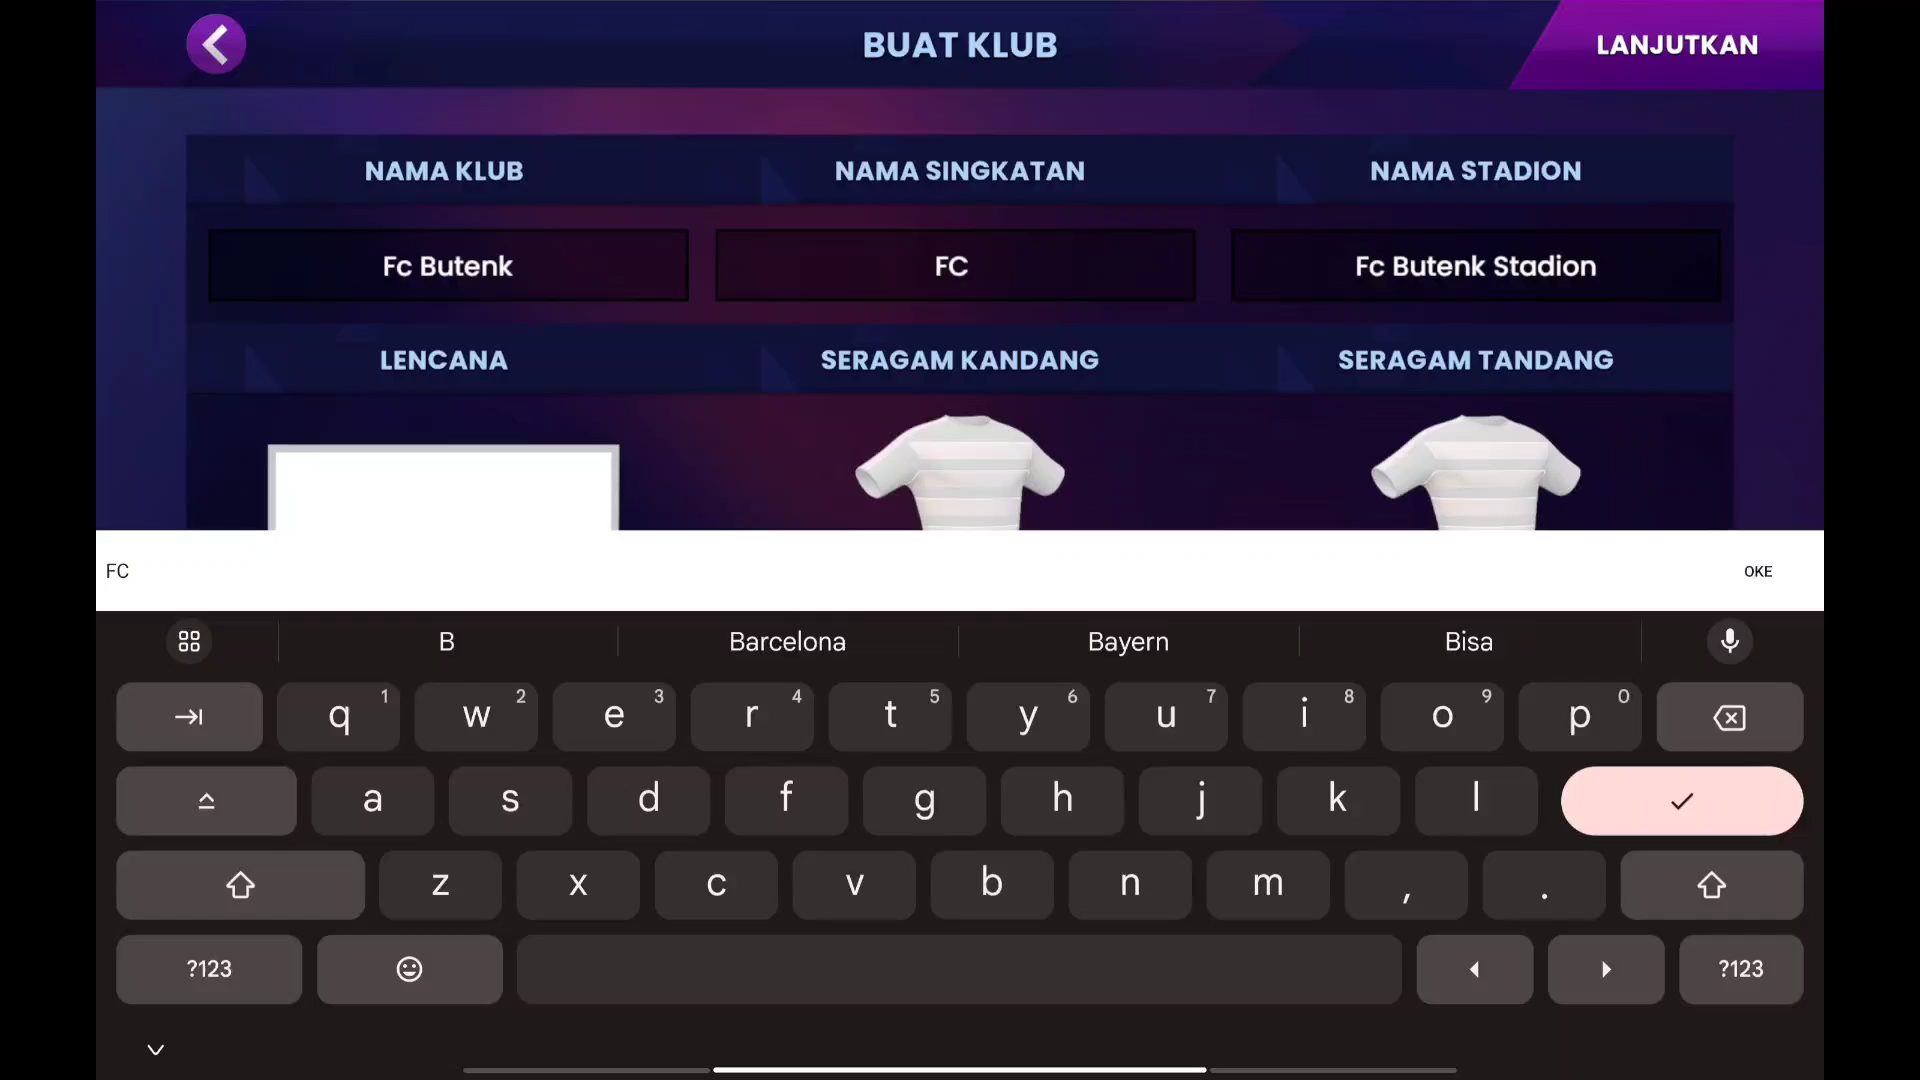 BUAT KLUB
LANJUTKAN
NAMA KLUB
NAMA SINGKATAN
NAMA STADION
Fc Butenk
FC
Fc Butenk Stadion
LENCANA
SERAGAM KANDANG
SERAGAM TANDANG
FC
OKE
B
Barcelona
Bayern
Bisa
q 1 w 2 e 3 r 4 t 5 y 6 u 7 i 8 o 9 p 0
a s d f g h j k l
z x c v b n m , .
?123
?123